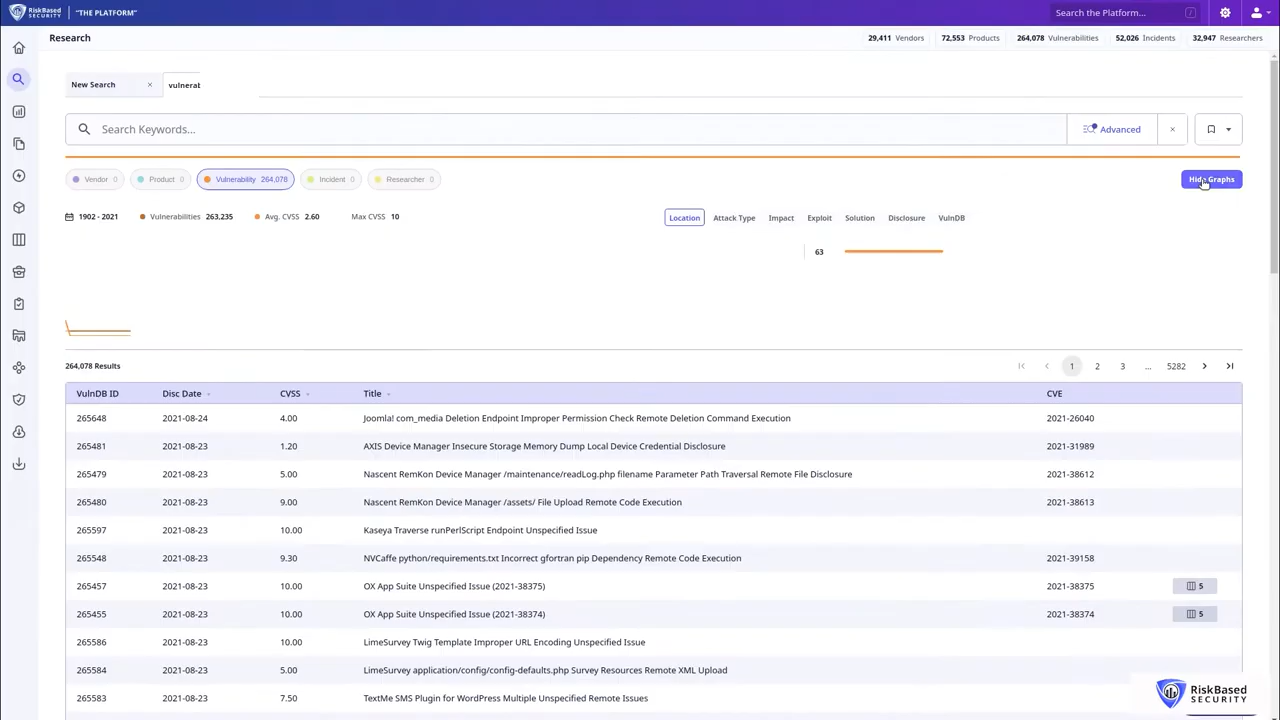 RiskBased SECURITY "THE PLATFORM" Search the Platform... /
Research 29,411 Vendors 72,553 Products 264,078 Vulnerabilities 52,026 Incidents 32,947 Researchers
New Search × vulnerat
Search Keywords... Advanced ×
Vendor 0 Product 0 Vulnerability 264,078 Incident 0 Researcher 0 Hide Graphs
1902 - 2021 Vulnerabilities 263,235 Avg. CVSS 2.60 Max CVSS 10 Location Attack Type Impact Exploit Solution Disclosure VulnDB
63
264,078 Results 1 2 3 ... 5282
VulnDB ID Disc Date CVSS Title CVE
265648 2021-08-24 4.00 Joomla! com_media Deletion Endpoint Improper Permission Check Remote Deletion Command Execution 2021-26040
265481 2021-08-23 1.20 AXIS Device Manager Insecure Storage Memory Dump Local Device Credential Disclosure 2021-31989
265479 2021-08-23 5.00 Nascent RemKon Device Manager /maintenance/readLog.php filename Parameter Path Traversal Remote File Disclosure 2021-38612
265480 2021-08-23 9.00 Nascent RemKon Device Manager /assets/ File Upload Remote Code Execution 2021-38613
265597 2021-08-23 10.00 Kaseya Traverse runPerlScript Endpoint Unspecified Issue
265548 2021-08-23 9.30 NVCaffe python/requirements.txt Incorrect gfortran pip Dependency Remote Code Execution 2021-39158
265457 2021-08-23 10.00 OX App Suite Unspecified Issue (2021-38375) 2021-38375 5
265455 2021-08-23 10.00 OX App Suite Unspecified Issue (2021-38374) 2021-38374 5
265586 2021-08-23 10.00 LimeSurvey Twig Template Improper URL Encoding Unspecified Issue
265584 2021-08-23 5.00 LimeSurvey application/config/config-defaults.php Survey Resources Remote XML Upload
265583 2021-08-23 7.50 TextMe SMS Plugin for WordPress Multiple Unspecified Remote Issues
RiskBased
SECURITY